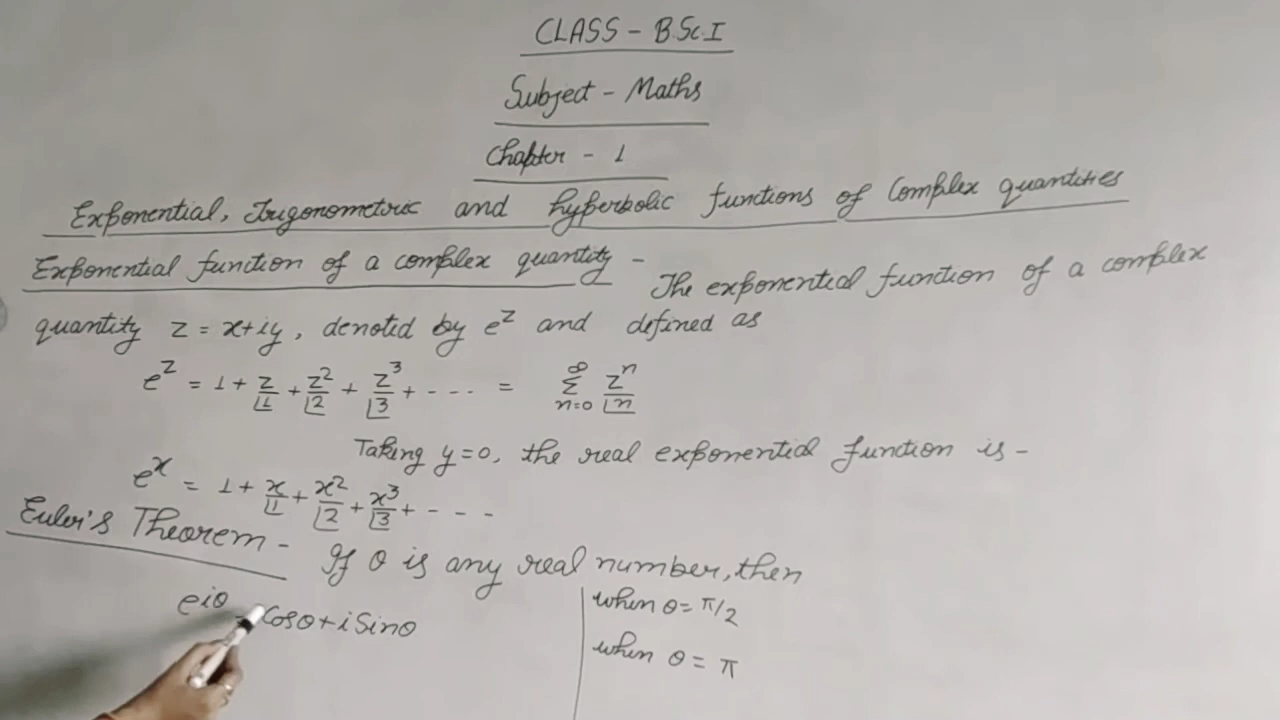 CLASS - B.Sc.I
Subject - Maths
Chapter - 1
Exponential, Trigonometric and hyperbolic functions of Complex quantities
Exponential function of a complex quantity - The exponential function of a complex
quantity z = x+iy, denoted by e^z and defined as
e^z = 1 + z/⌊1 + z²/⌊2 + z³/⌊3 + - - - - = ∞Σn=0 zⁿ/⌊n
Taking y=0, the real exponential function is -
e^x = 1 + x/⌊1 + x²/⌊2 + x³/⌊3 + - - -
Euler's Theorem - If θ is any real number, then
e^iθ = Cosθ + i Sinθ
when θ = π/2
when θ = π